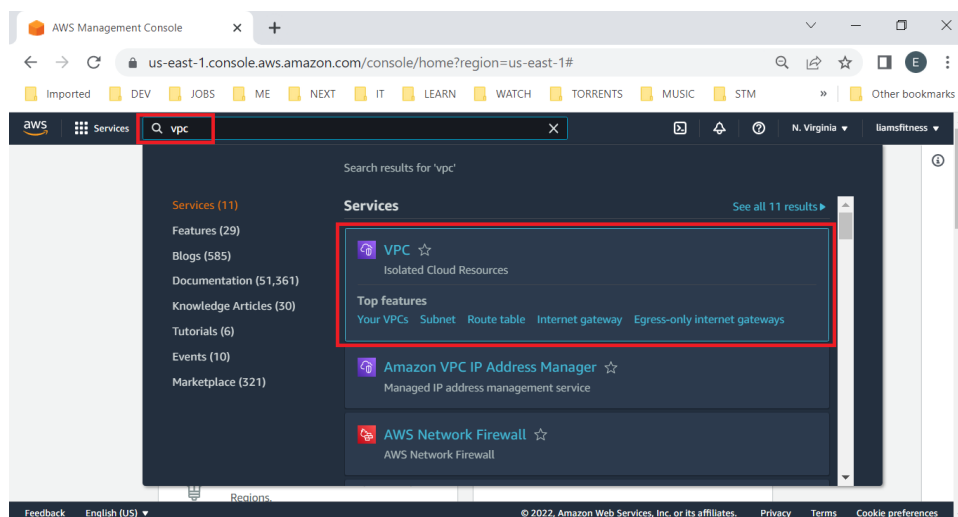 AWS Management Console
us-east-1.console.aws.amazon.com/console/home?region=us-east-1#
E
Imported DEV JOBS ME NEXT IT LEARN WATCH TORRENTS MUSIC STM » Other bookmarks
aws Services vpc N. Virginia liamsfitness
Search results for 'vpc'
Services (11)
Features (29)
Blogs (585)
Documentation (51,361)
Knowledge Articles (30)
Tutorials (6)
Events (10)
Marketplace (321)
Services See all 11 results
VPC
Isolated Cloud Resources
Top features
Your VPCs Subnet Route table Internet gateway Egress-only internet gateways
Amazon VPC IP Address Manager
Managed IP address management service
AWS Network Firewall
AWS Network Firewall
Regions.
Feedback English (US) © 2022, Amazon Web Services, Inc. or its affiliates. Privacy Terms Cookie preferences